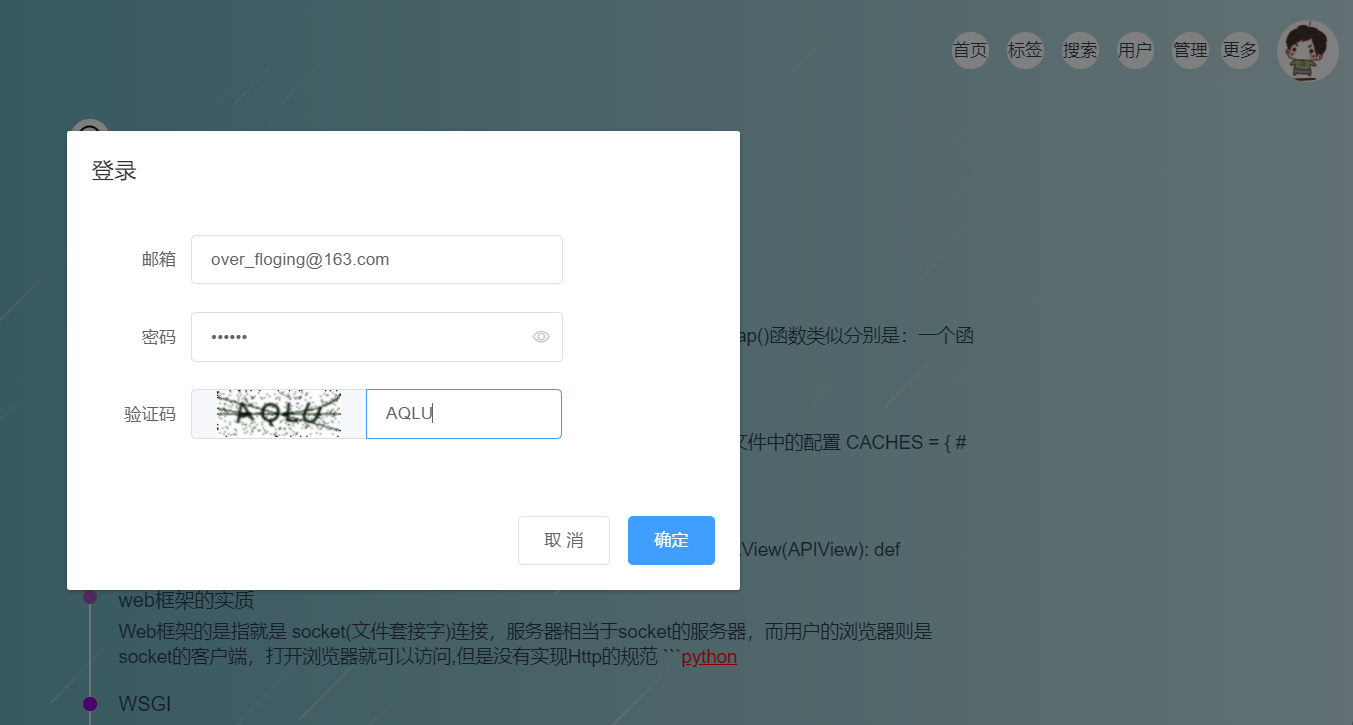 首页 标签 搜索 用户 管理 更多
登录
邮箱 over_floging@163.com
密码 ••••••
验证码 AQLU AQLU
取 消 确定
ap()函数类似分别是：一个函
文件中的配置 CACHES = { #
View(APIView): def
web框架的实质
Web框架的是指就是 socket(文件套接字)连接，服务器相当于socket的服务器，而用户的浏览器则是
socket的客户端，打开浏览器就可以访问,但是没有实现Http的规范 ```python
WSGI